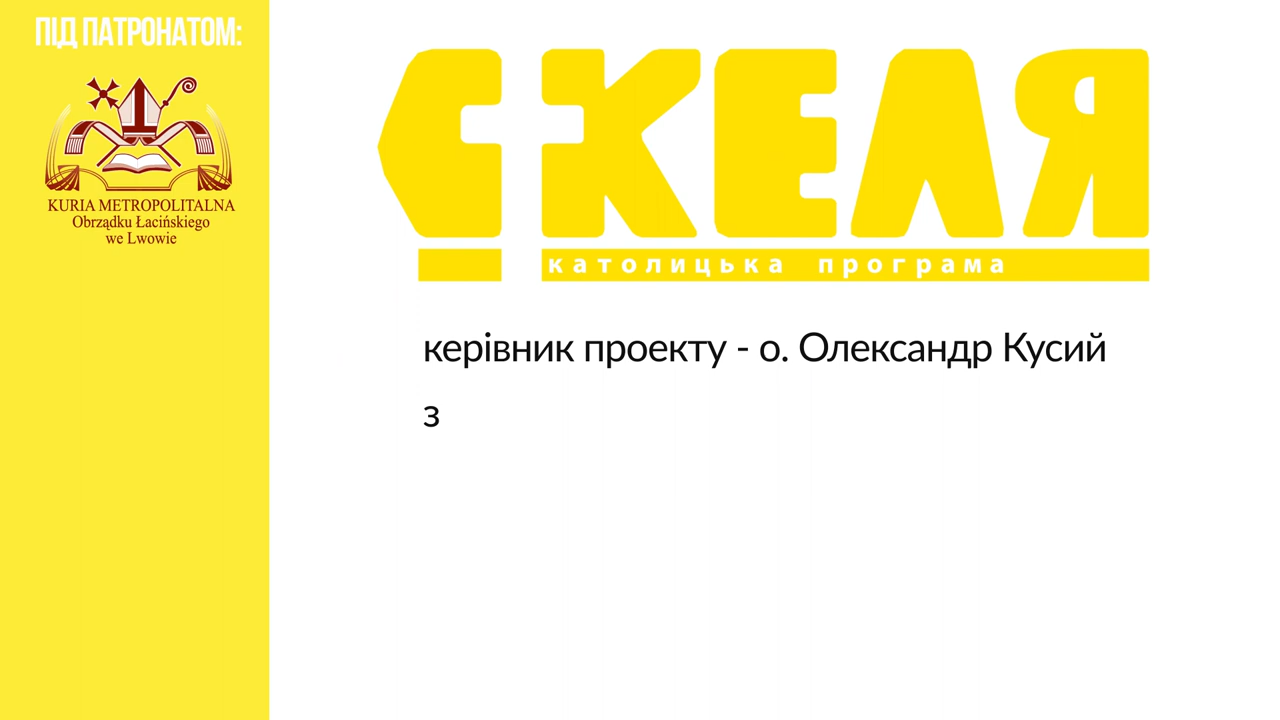 ПІД ПАТРОНАТОМ:
KURIA METROPOLITALNA
Obrządku Łacińskiego
we Lwowie
СКЕЛЯ
католицька програма
керівник проекту - о. Олександр Кусий
з